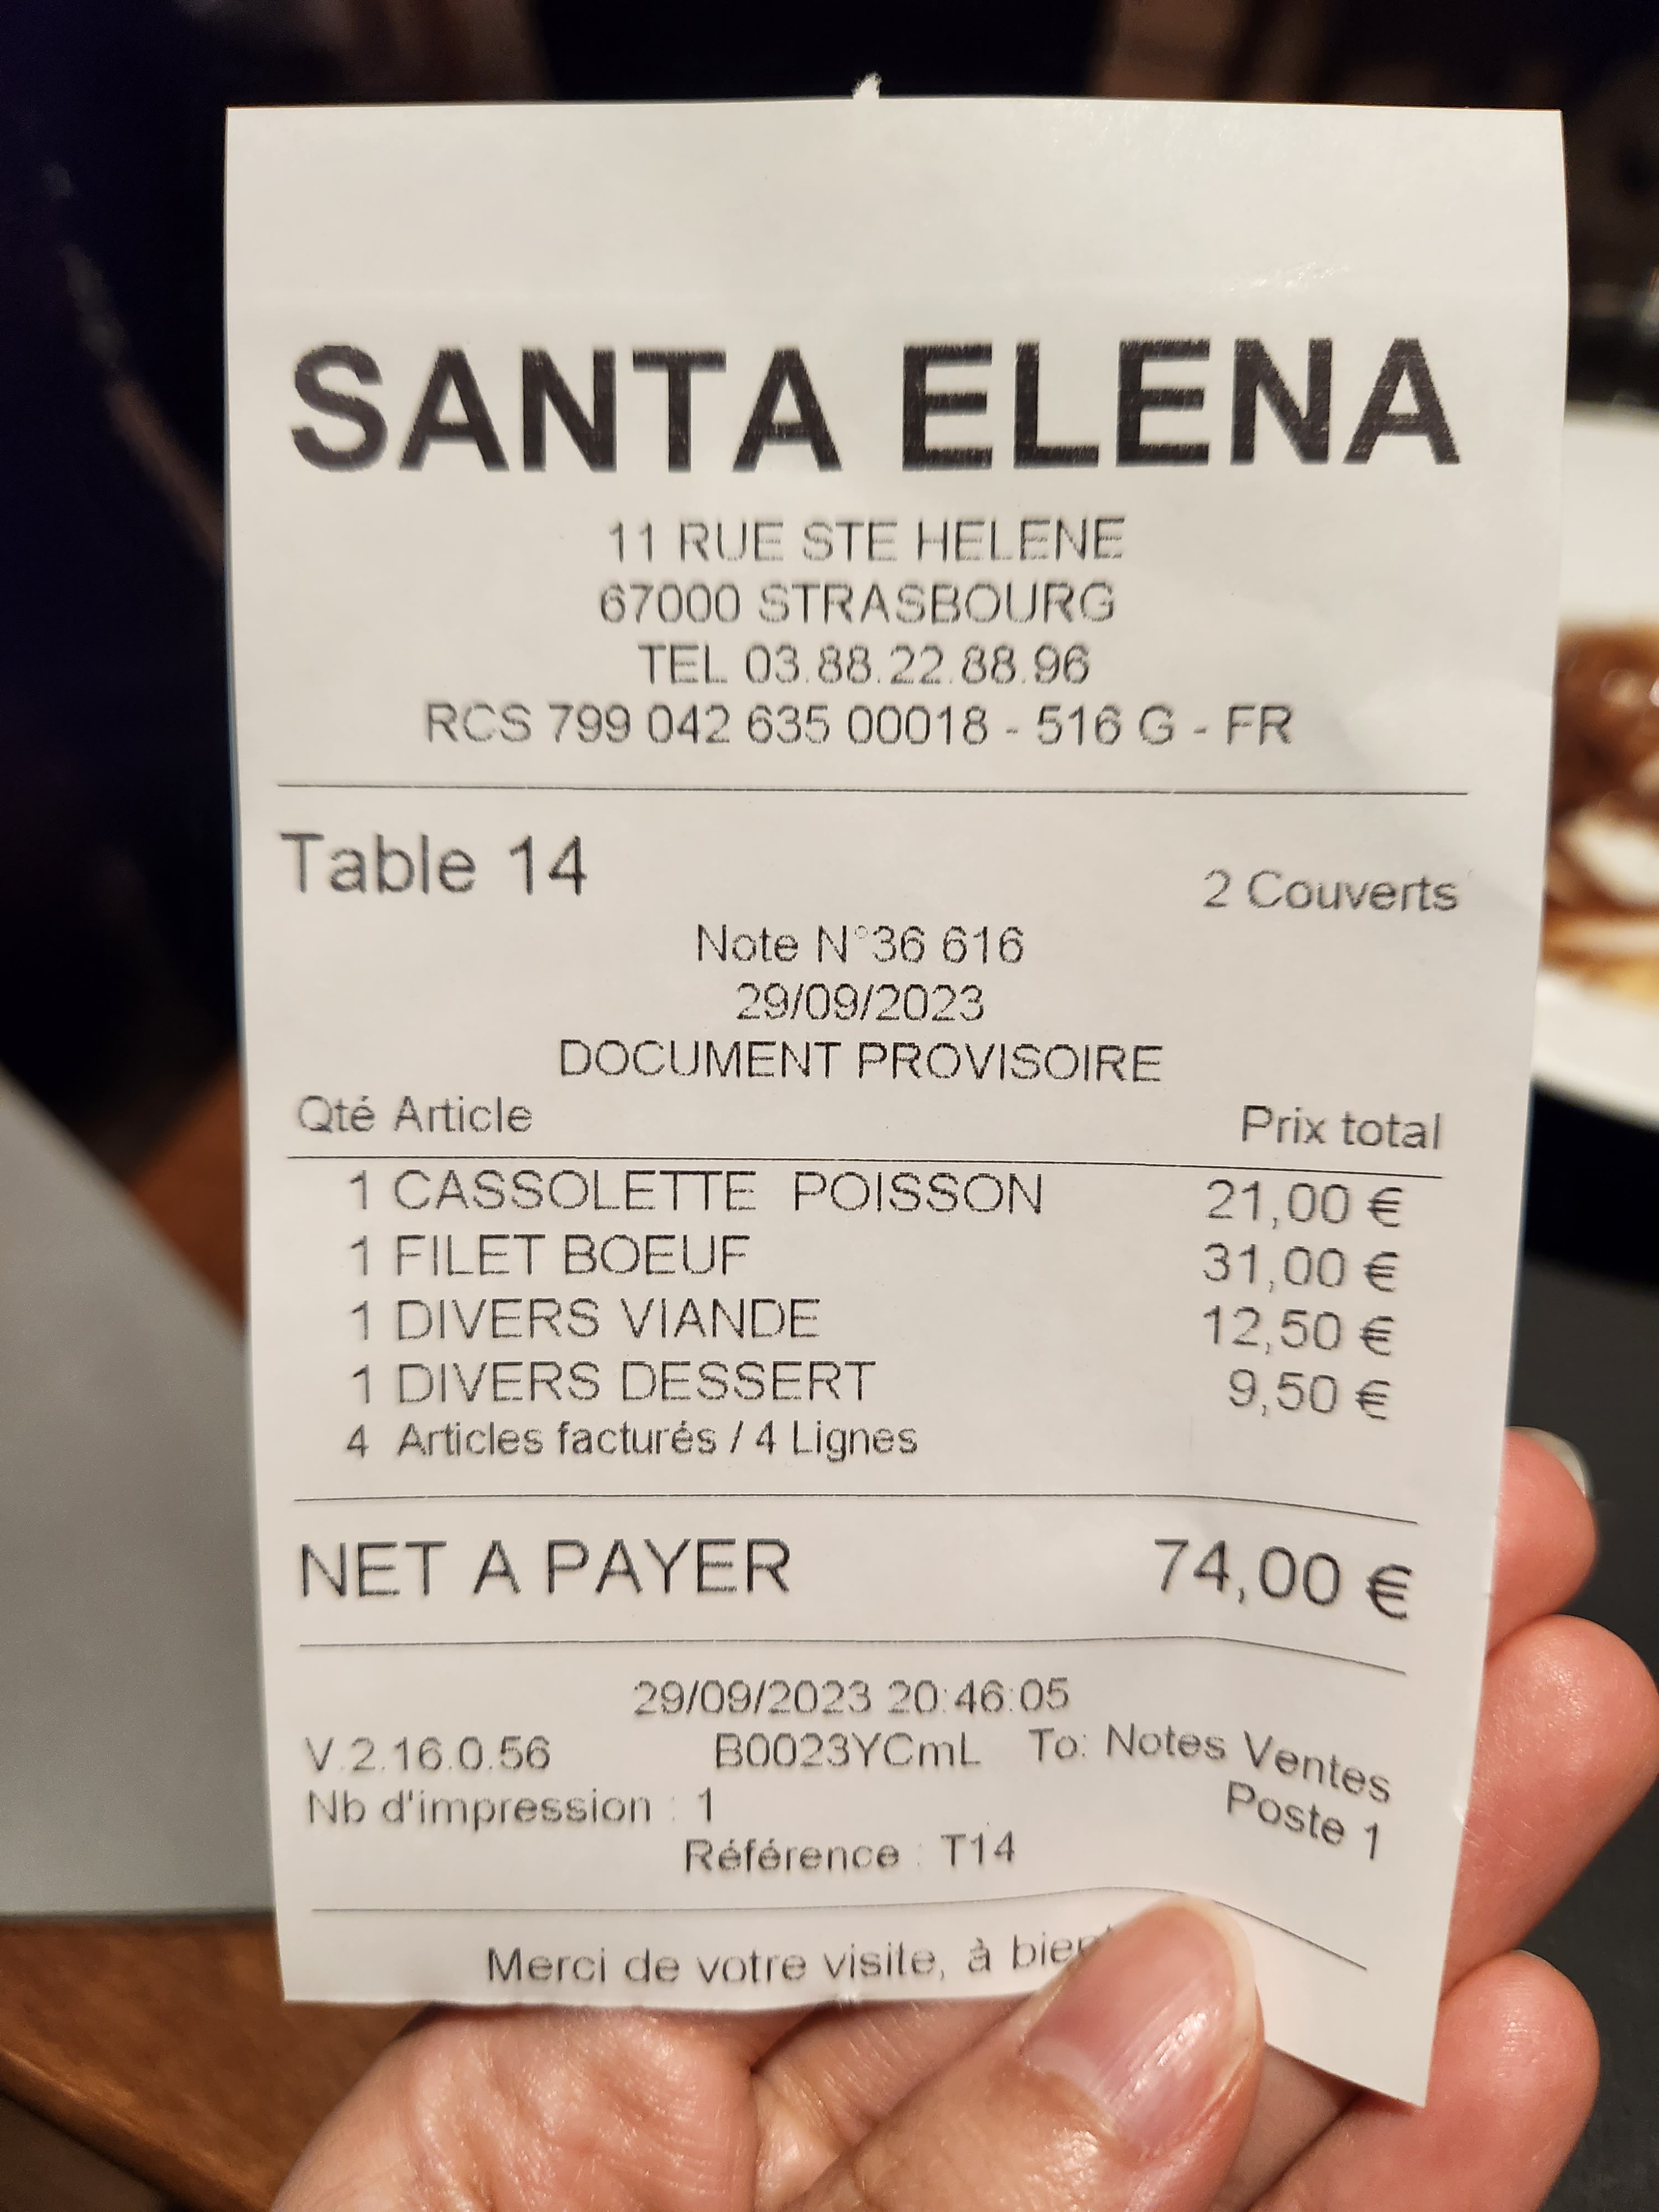 SANTA ELENA
11 RUE STE HELENE
67000 STRASBOURG
TEL 03.88.22.88.96
RCS 799 042 635 00018 - 516 G - FR
Table 14 2 Couverts
Note N°36 616
29/09/2023
DOCUMENT PROVISOIRE
Qté Article Prix total
1 CASSOLETTE POISSON 21,00 €
1 FILET BOEUF 31,00 €
1 DIVERS VIANDE 12,50 €
1 DIVERS DESSERT 9,50 €
4 Articles facturés / 4 Lignes
NET A PAYER 74,00 €
29/09/2023 20:46:05
V.2.16.0.56 B0023YCmL To: Notes Ventes
Nb d'impression : 1 Poste 1
Référence : T14
Merci de votre visite, à